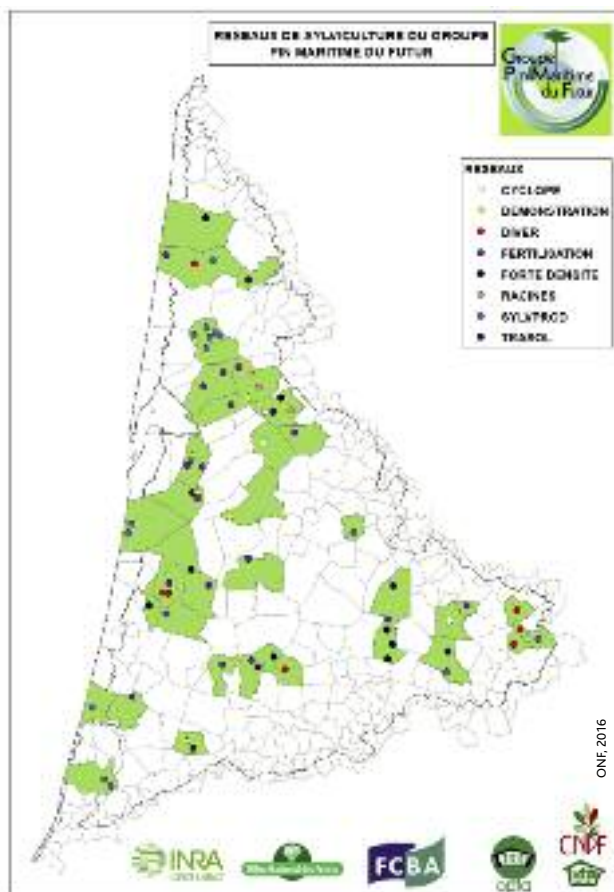 RESEAUX DE SYLVICULTURE DU GROUPE
PIN MARITIME DU FUTUR
Groupe
Pin Maritime
du Futur
RESEAUX
CYCLOPE
DEMONSTRATION
DIVER
FERTILISATION
FORTE DENSITE
RACINES
SYLVPROD
TRASOL
ONF, 2016
INRA
FCBA
CNPF